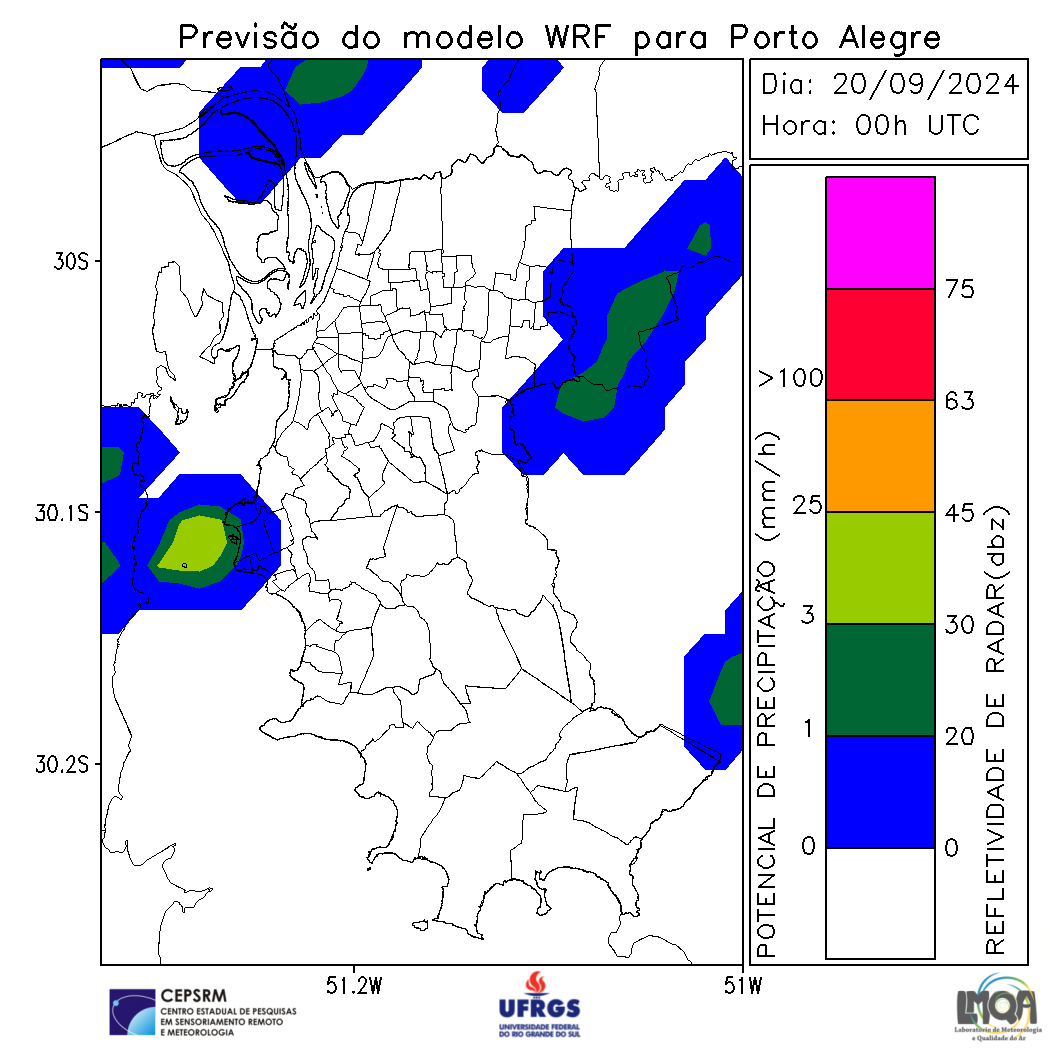 Previsão do modelo WRF para Porto Alegre
Dia: 20/09/2024
Hora: 00h UTC
30S
30.1S
30.2S
51.2W
51W
POTENCIAL DE PRECIPITAÇÃO (mm/h)
>100
25
3
1
0
75
63
45
30
20
0
REFLETIVIDADE DE RADAR(dbz)
CEPSRM
CENTRO ESTADUAL DE PESQUISAS
EM SENSORIAMENTO REMOTO
E METEOROLOGIA
UFRGS
UNIVERSIDADE FEDERAL
DO RIO GRANDE DO SUL
LMQA
Laboratório de Meteorologia
e Qualidade do Ar